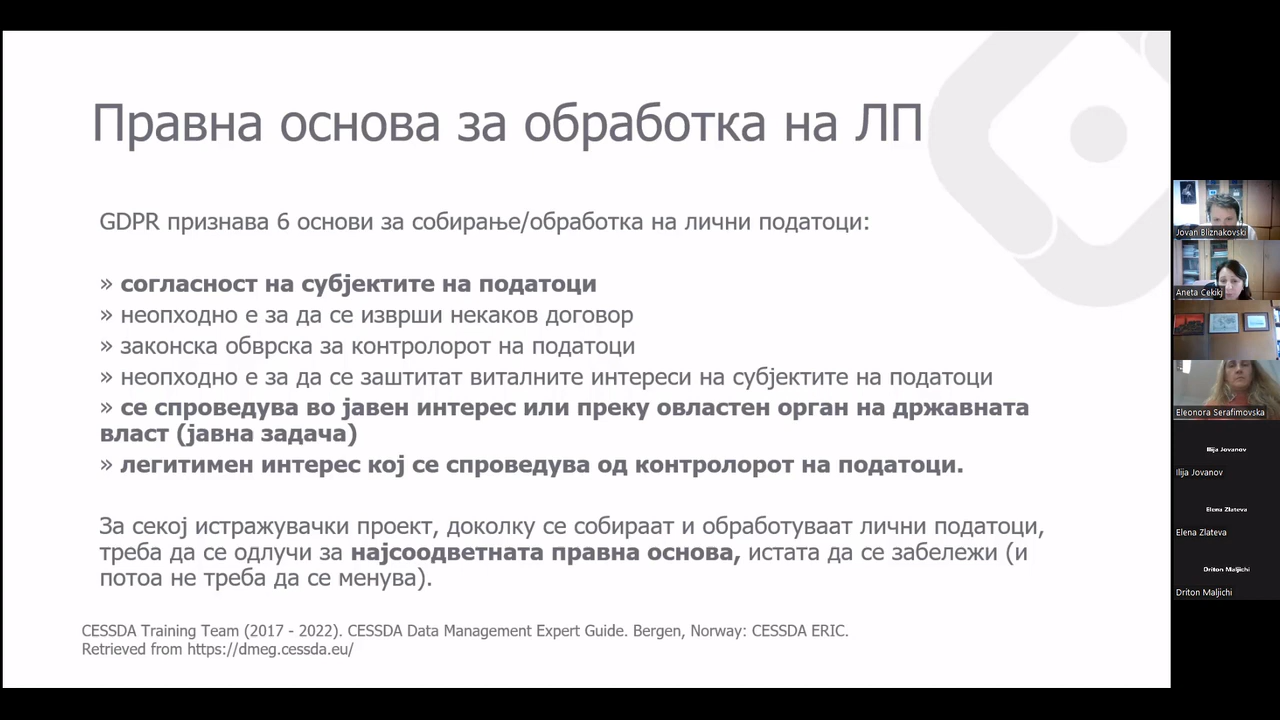 Правна основа за обработка на ЛП
GDPR признава 6 основи за собирање/обработка на лични податоци:
» согласност на субјектите на податоци
» неопходно е за да се изврши некаков договор
» законска обврска за контролорот на податоци
» неопходно е за да се заштитат виталните интереси на субјектите на податоци
» се спроведува во јавен интерес или преку овластен орган на државната
власт (јавна задача)
» легитимен интерес кој се спроведува од контролорот на податоци.
За секој истражувачки проект, доколку се собираат и обработуваат лични податоци,
треба да се одлучи за најсоодветната правна основа, истата да се забележи (и
потоа не треба да се менува).
CESSDA Training Team (2017 - 2022). CESSDA Data Management Expert Guide. Bergen, Norway: CESSDA ERIC.
Retrieved from https://dmeg.cessda.eu/
Jovan Bliznakovski
Aneta Cekikj
Eleonora Serafimovska
Ilija Jovanov
Ilija Jovanov
Elena Zlateva
Elena Zlateva
Driton Maljichi
Driton Maljichi